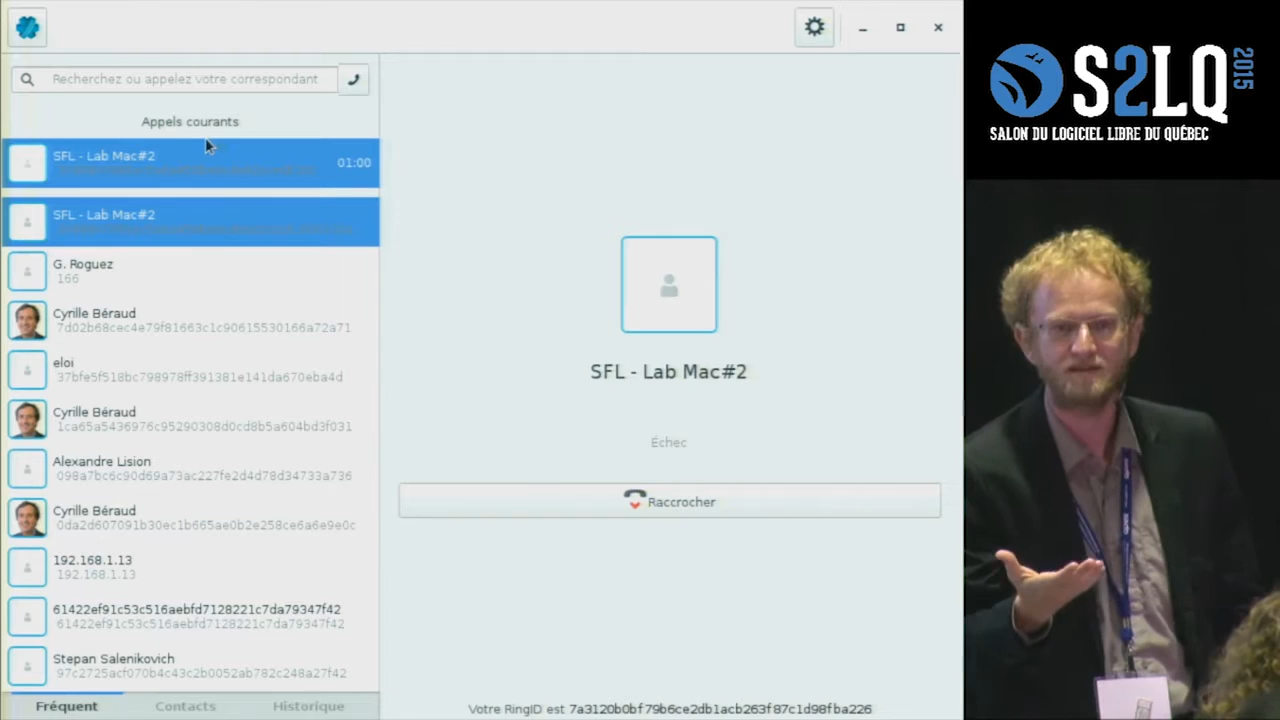 Recherchez ou appelez votre correspondant
Appels courants
SFL - Lab Mac#2
01:00
SFL - Lab Mac#2
G. Roguez
166
Cyrille Béraud
7d02b68cec4e79f81663c1c90615530166a72a71
eloi
37bfe5f518bc798978ff391381e141da670eba4d
Cyrille Béraud
1ca65a5436976c95290308d0cd8b5a604bd3f031
Alexandre Lision
098a7bc6c90d69a73ac227fe2d4d78d34733a736
Cyrille Béraud
0da2d607091b30ec1b665ae0b2e258ce6a6e9e0c
192.168.1.13
192.168.1.13
61422ef91c53c516aebfd7128221c7da79347f42
61422ef91c53c516aebfd7128221c7da79347f42
Stepan Salenikovich
97c2725acf070b4c43c2b0052ab782c248a27f42
Fréquent
Contacts
Historique
SFL - Lab Mac#2
Échec
Raccrocher
Votre RingID est 7a3120b0bf79b6ce2db1acb263f87c1d98fba226
S2LQ 2015
SALON DU LOGICIEL LIBRE DU QUÉBEC